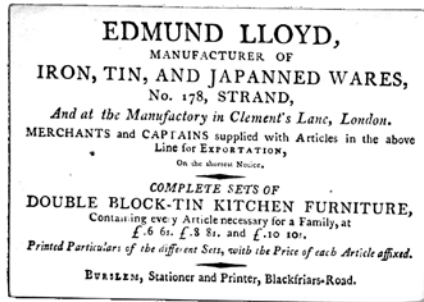 EDMUND LLOYD,
MANUFACTURER OF
IRON, TIN, AND JAPANNED WARES,
No. 178, STRAND,
And at the Manufactory in Clement's Lane, London.
MERCHANTS and CAPTAINS supplied with Articles in the above
Line for EXPORTATION,
On the shortest Notice.
COMPLETE SETS OF
DOUBLE BLOCK-TIN KITCHEN FURNITURE,
Containing every Article necessary for a Family, at
£.6 6s. £.8 8s. and £.10 10s.
Printed Particulars of the different Sets, with the Price of each Article affixed.
BURSLEM, Stationer and Printer, Blackfriars-Road.